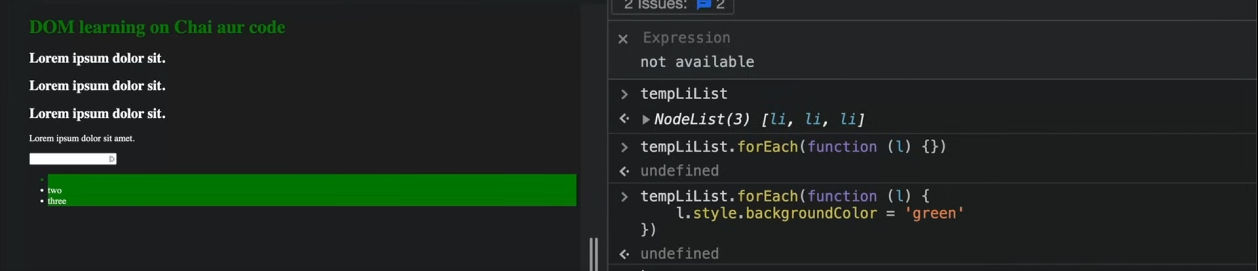 DOM learning on Chai aur code
Lorem ipsum dolor sit.
Lorem ipsum dolor sit.
Lorem ipsum dolor sit.
Lorem ipsum dolor sit amet.
two
three
2 Issues: 2
Expression
not available
tempLiList
NodeList(3) [li, li, li]
tempLiList.forEach(function (l) {})
undefined
tempLiList.forEach(function (l) {
l.style.backgroundColor = 'green'
})
undefined